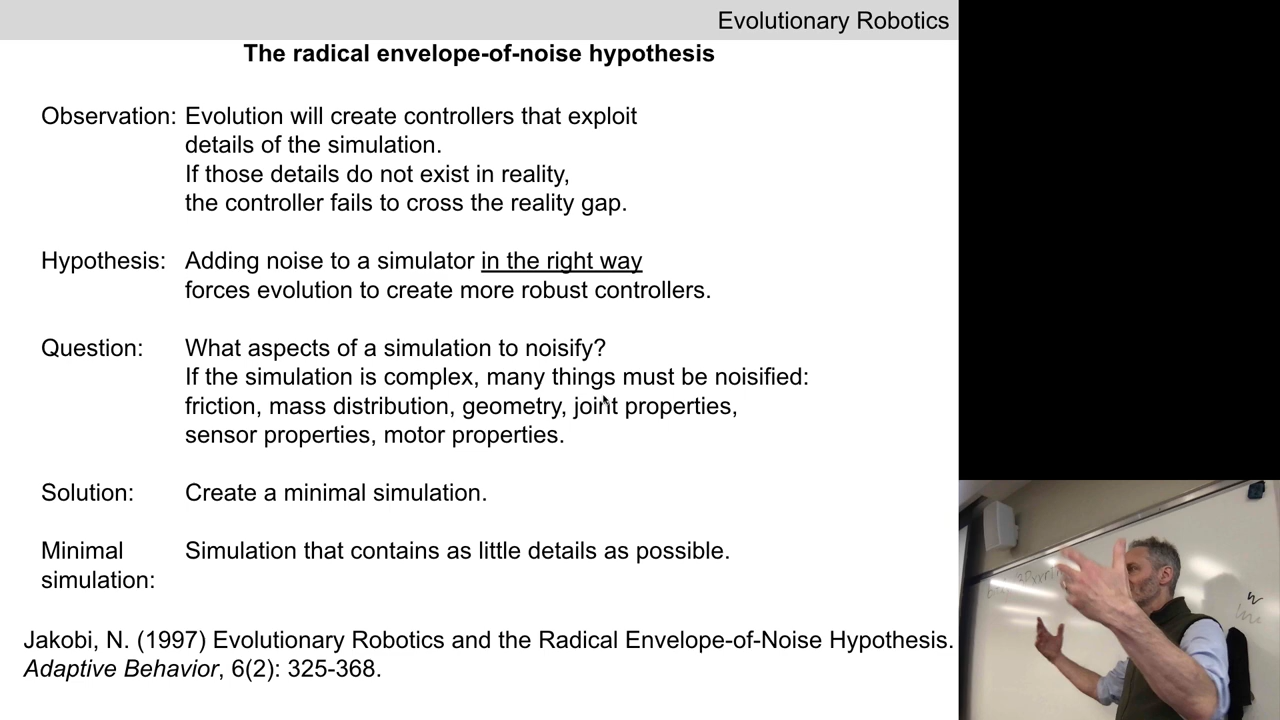 Evolutionary Robotics
The radical envelope-of-noise hypothesis
Observation: Evolution will create controllers that exploit
details of the simulation.
If those details do not exist in reality,
the controller fails to cross the reality gap.
Hypothesis: Adding noise to a simulator in the right way
forces evolution to create more robust controllers.
Question: What aspects of a simulation to noisify?
If the simulation is complex, many things must be noisified:
friction, mass distribution, geometry, joint properties,
sensor properties, motor properties.
Solution: Create a minimal simulation.
Minimal Simulation that contains as little details as possible.
simulation:
Jakobi, N. (1997) Evolutionary Robotics and the Radical Envelope-of-Noise Hypothesis.
Adaptive Behavior, 6(2): 325-368.